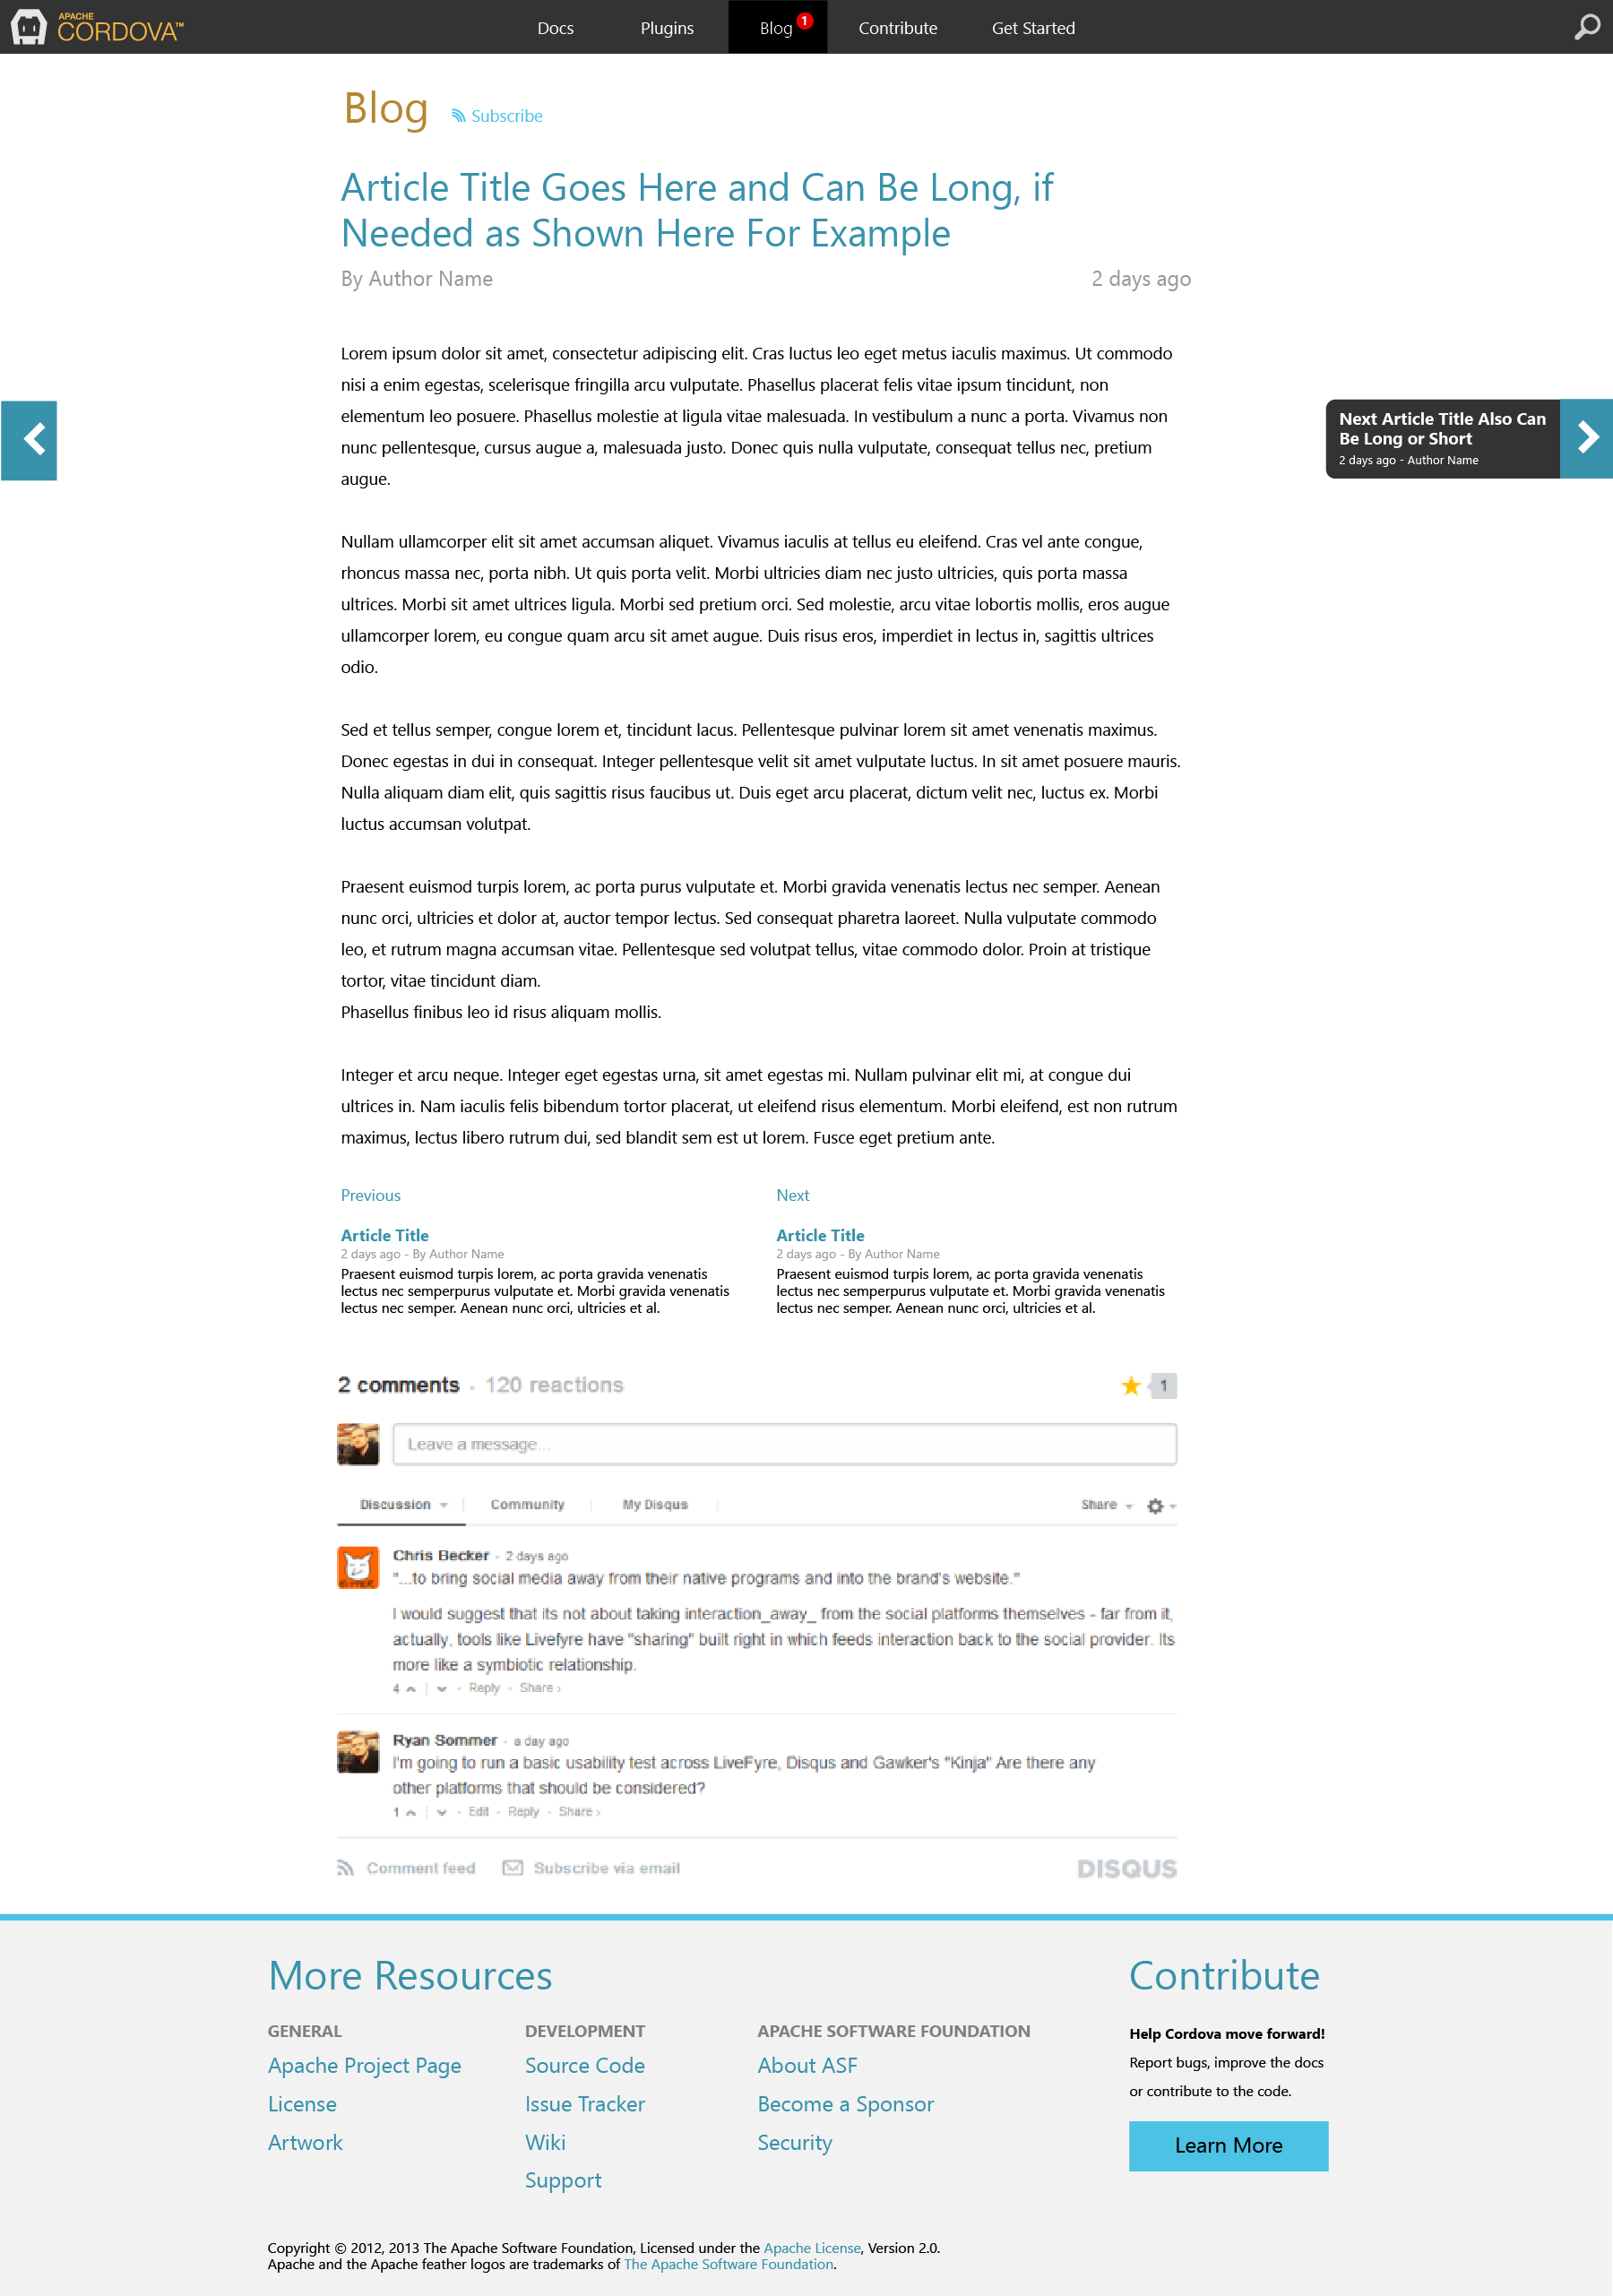 APACHE
CORDOVA™
Docs
Plugins
Blog
1
Contribute
Get Started
Blog
Subscribe
Article Title Goes Here and Can Be Long, if
Needed as Shown Here For Example
By Author Name
2 days ago
Lorem ipsum dolor sit amet, consectetur adipiscing elit. Cras luctus leo eget metus iaculis maximus. Ut commodo
nisi a enim egestas, scelerisque fringilla arcu vulputate. Phasellus placerat felis vitae ipsum tincidunt, non
elementum leo posuere. Phasellus molestie at ligula vitae malesuada. In vestibulum a nunc a porta. Vivamus non
nunc pellentesque, cursus augue a, malesuada justo. Donec quis nulla vulputate, consequat tellus nec, pretium
augue.
Next Article Title Also Can
Be Long or Short
2 days ago - Author Name
Nullam ullamcorper elit sit amet accumsan aliquet. Vivamus iaculis at tellus eu eleifend. Cras vel ante congue,
rhoncus massa nec, porta nibh. Ut quis porta velit. Morbi ultricies diam nec justo ultricies, quis porta massa
ultrices. Morbi sit amet ultrices ligula. Morbi sed pretium orci. Sed molestie, arcu vitae lobortis mollis, eros augue
ullamcorper lorem, eu congue quam arcu sit amet augue. Duis risus eros, imperdiet in lectus in, sagittis ultrices
odio.
Sed et tellus semper, congue lorem et, tincidunt lacus. Pellentesque pulvinar lorem sit amet venenatis maximus.
Donec egestas in dui in consequat. Integer pellentesque velit sit amet vulputate luctus. In sit amet posuere mauris.
Nulla aliquam diam elit, quis sagittis risus faucibus ut. Duis eget arcu placerat, dictum velit nec, luctus ex. Morbi
luctus accumsan volutpat.
Praesent euismod turpis lorem, ac porta purus vulputate et. Morbi gravida venenatis lectus nec semper. Aenean
nunc orci, ultricies et dolor at, auctor tempor lectus. Sed consequat pharetra laoreet. Nulla vulputate commodo
leo, et rutrum magna accumsan vitae. Pellentesque sed volutpat tellus, vitae commodo dolor. Proin at tristique
tortor, vitae tincidunt diam.
Phasellus finibus leo id risus aliquam mollis.
Integer et arcu neque. Integer eget egestas urna, sit amet egestas mi. Nullam pulvinar elit mi, at congue dui
ultrices in. Nam iaculis felis bibendum tortor placerat, ut eleifend risus elementum. Morbi eleifend, est non rutrum
maximus, lectus libero rutrum dui, sed blandit sem est ut lorem. Fusce eget pretium ante.
Previous
Article Title
2 days ago - By Author Name
Praesent euismod turpis lorem, ac porta gravida venenatis
lectus nec semperpurus vulputate et. Morbi gravida venenatis
lectus nec semper. Aenean nunc orci, ultricies et al.
Next
Article Title
2 days ago - By Author Name
Praesent euismod turpis lorem, ac porta gravida venenatis
lectus nec semperpurus vulputate et. Morbi gravida venenatis
lectus nec semper. Aenean nunc orci, ultricies et al.
2 comments · 120 reactions
1
Leave a message...
Discussion
Community
My Disqus
Share
Chris Becker · 2 days ago
"...to bring social media away from their native programs and into the brand's website."
I would suggest that its not about taking interaction_away_ from the social platforms themselves - far from it,
actually, tools like Livefyre have "sharing" built right in which feeds interaction back to the social provider. Its
more like a symbiotic relationship.
4 · Reply · Share ›
Ryan Sommer · a day ago
I'm going to run a basic usability test across LiveFyre, Disqus and Gawker's "Kinja" Are there any
other platforms that should be considered?
1 · Edit · Reply · Share ›
Comment feed
Subscribe via email
DISQUS
More Resources
GENERAL
Apache Project Page
License
Artwork
DEVELOPMENT
Source Code
Issue Tracker
Wiki
Support
APACHE SOFTWARE FOUNDATION
About ASF
Become a Sponsor
Security
Contribute
Help Cordova move forward!
Report bugs, improve the docs
or contribute to the code.
Learn More
Copyright © 2012, 2013 The Apache Software Foundation, Licensed under the Apache License, Version 2.0.
Apache and the Apache feather logos are trademarks of The Apache Software Foundation.